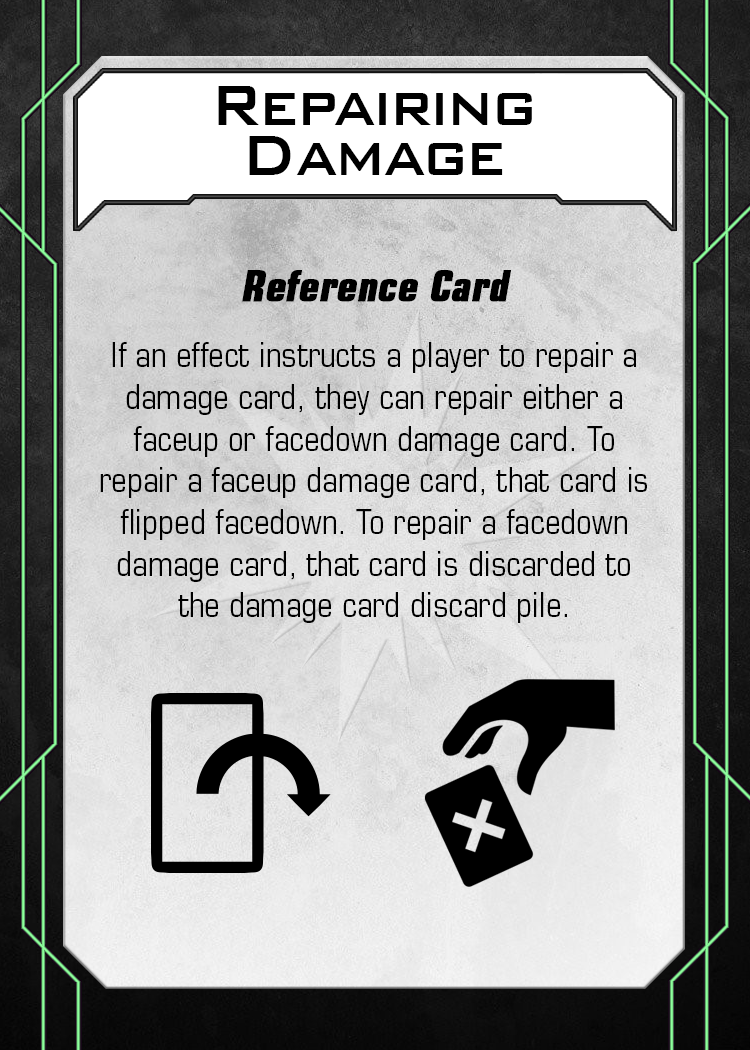 REPAIRING
DAMAGE
Reference Card
If an effect instructs a player to repair a
damage card, they can repair either a
faceup or facedown damage card. To
repair a faceup damage card, that card is
flipped facedown. To repair a facedown
damage card, that card is discarded to
the damage card discard pile.